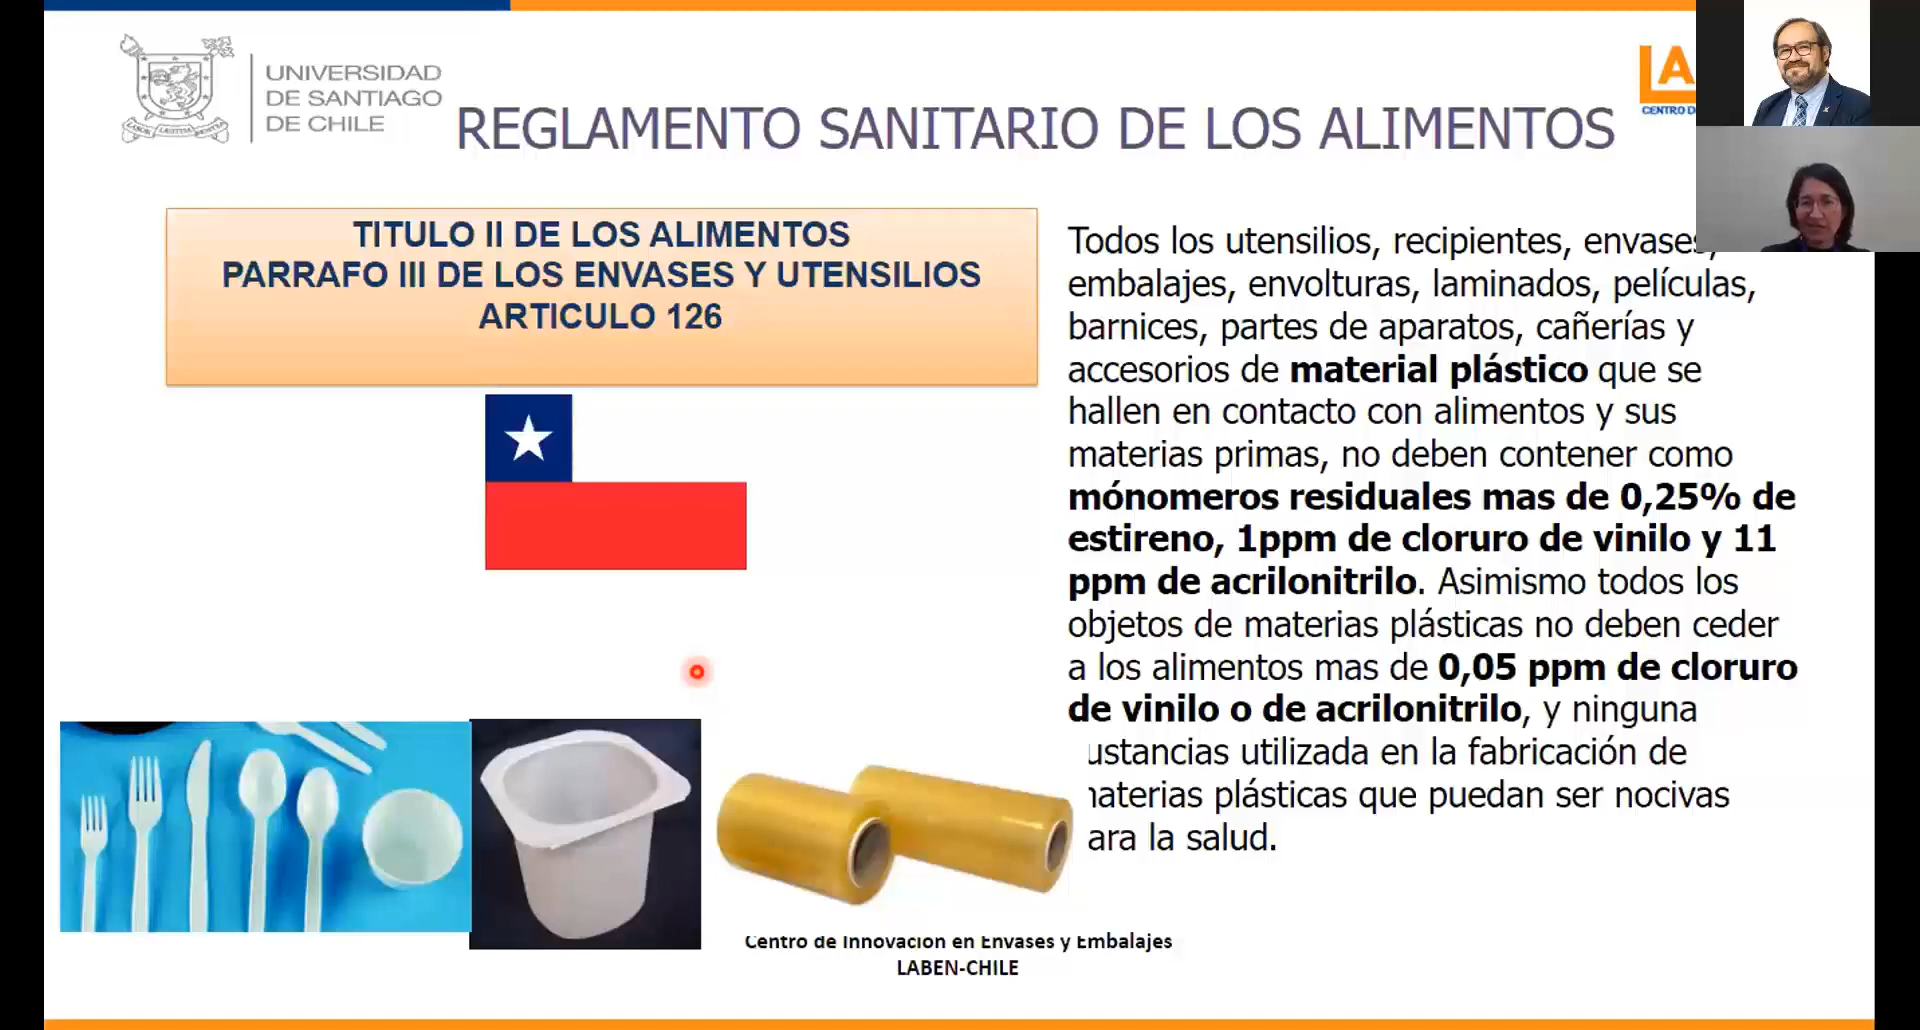 UNIVERSIDAD
DE SANTIAGO
DE CHILE
REGLAMENTO SANITARIO DE LOS ALIMENTOS
LA
CENTRO D
TITULO II DE LOS ALIMENTOS
PARRAFO III DE LOS ENVASES Y UTENSILIOS
ARTICULO 126
Todos los utensilios, recipientes, envases,
embalajes, envolturas, laminados, películas,
barnices, partes de aparatos, cañerías y
accesorios de material plástico que se
hallen en contacto con alimentos y sus
materias primas, no deben contener como
mónomeros residuales mas de 0,25% de
estireno, 1ppm de cloruro de vinilo y 11
ppm de acrilonitrilo. Asimismo todos los
objetos de materias plásticas no deben ceder
a los alimentos mas de 0,05 ppm de cloruro
de vinilo o de acrilonitrilo, y ninguna
ustancias utilizada en la fabricación de
aterias plásticas que puedan ser nocivas
ara la salud.
Centro de Innovación en Envases y Embalajes
LABEN-CHILE